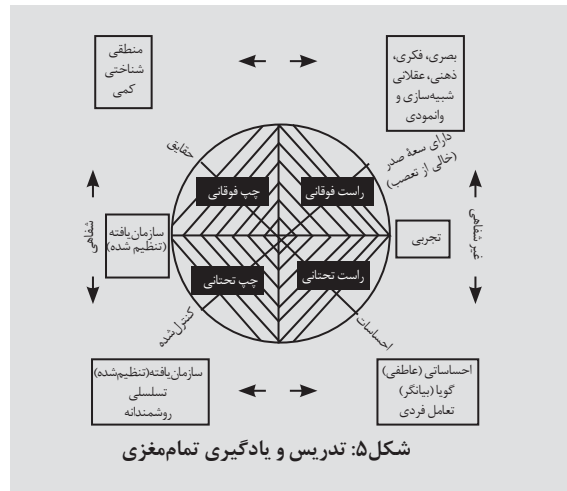 بصری، فکری،
ذهنی، عقلانی
شبیه‌سازی و
وانمودی
منطقی
شناختی
کمی
دارای سعهٔ صدر
(خالی از تعصب)
حقایق
راست فوقانی
چپ فوقانی
غیر شفاهی
تجربی
سازمان‌یافته
(تنظیم شده)
شفاهی
راست تحتانی
چپ تحتانی
احساسات
کنترل‌شده
احساساتی (عاطفی)
گویا (بیانگر)
تعامل فردی
سازمان‌یافته(تنظیم‌شده)
تسلسلی
روشمندانه
شکل۵: تدریس و یادگیری تمام‌مغزی